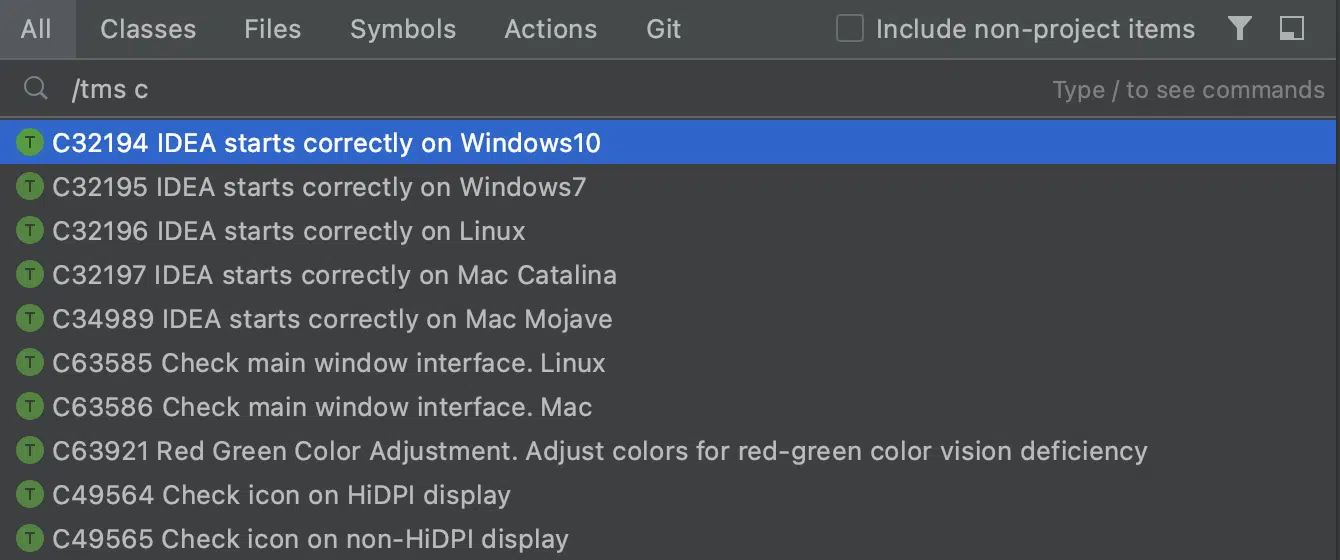 All Classes Files Symbols Actions Git Include non-project items
/tms c Type / to see commands
T C32194 IDEA starts correctly on Windows10
T C32195 IDEA starts correctly on Windows7
T C32196 IDEA starts correctly on Linux
T C32197 IDEA starts correctly on Mac Catalina
T C34989 IDEA starts correctly on Mac Mojave
T C63585 Check main window interface. Linux
T C63586 Check main window interface. Mac
T C63921 Red Green Color Adjustment. Adjust colors for red-green color vision deficiency
T C49564 Check icon on HiDPI display
T C49565 Check icon on non-HiDPI display